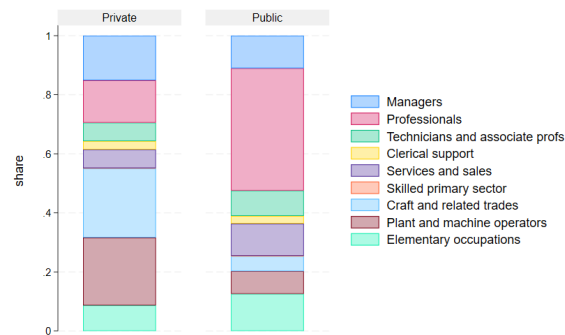 Private Public
1
.8
.6
.4
.2
0
share
Managers
Professionals
Technicians and associate profs
Clerical support
Services and sales
Skilled primary sector
Craft and related trades
Plant and machine operators
Elementary occupations